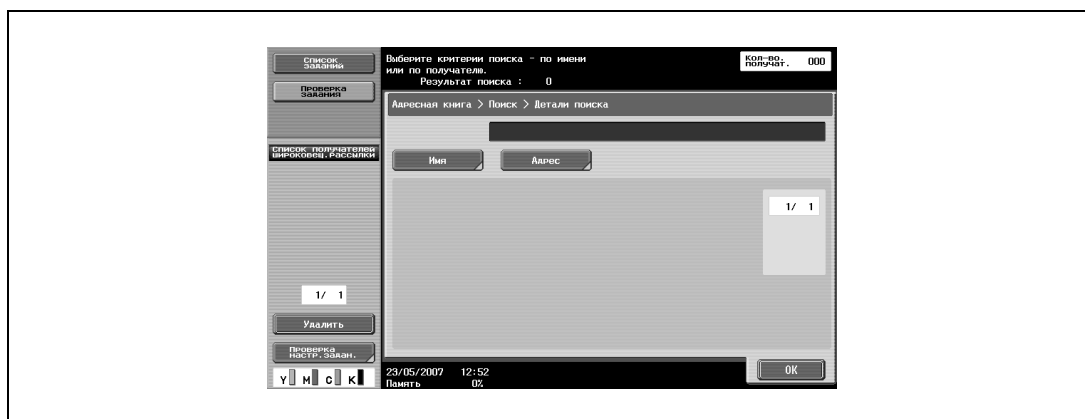 Список
заданий
Проверка
задания
Список получателей
широковещ.рассылки
1/ 1
Удалить
Проверка
настр.задан.
Y M C K
Выберите критерии поиска - по имени
или по получателю.
Результат поиска : 0
Кол-во.
получат. 000
Адресная книга > Поиск > Детали поиска
Имя Адрес
1/ 1
23/05/2007 12:52
Память 0%
OK